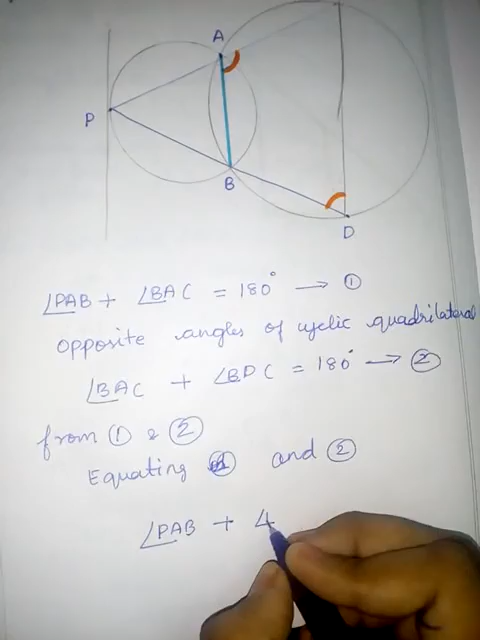 A
P
B
D
∠PAB + ∠BAC = 180° → ①
opposite angles of cyclic quadrilateral
∠BAC + ∠BDC = 180° → ②
from ① & ②
Equating and ②
∠PAB + ∠